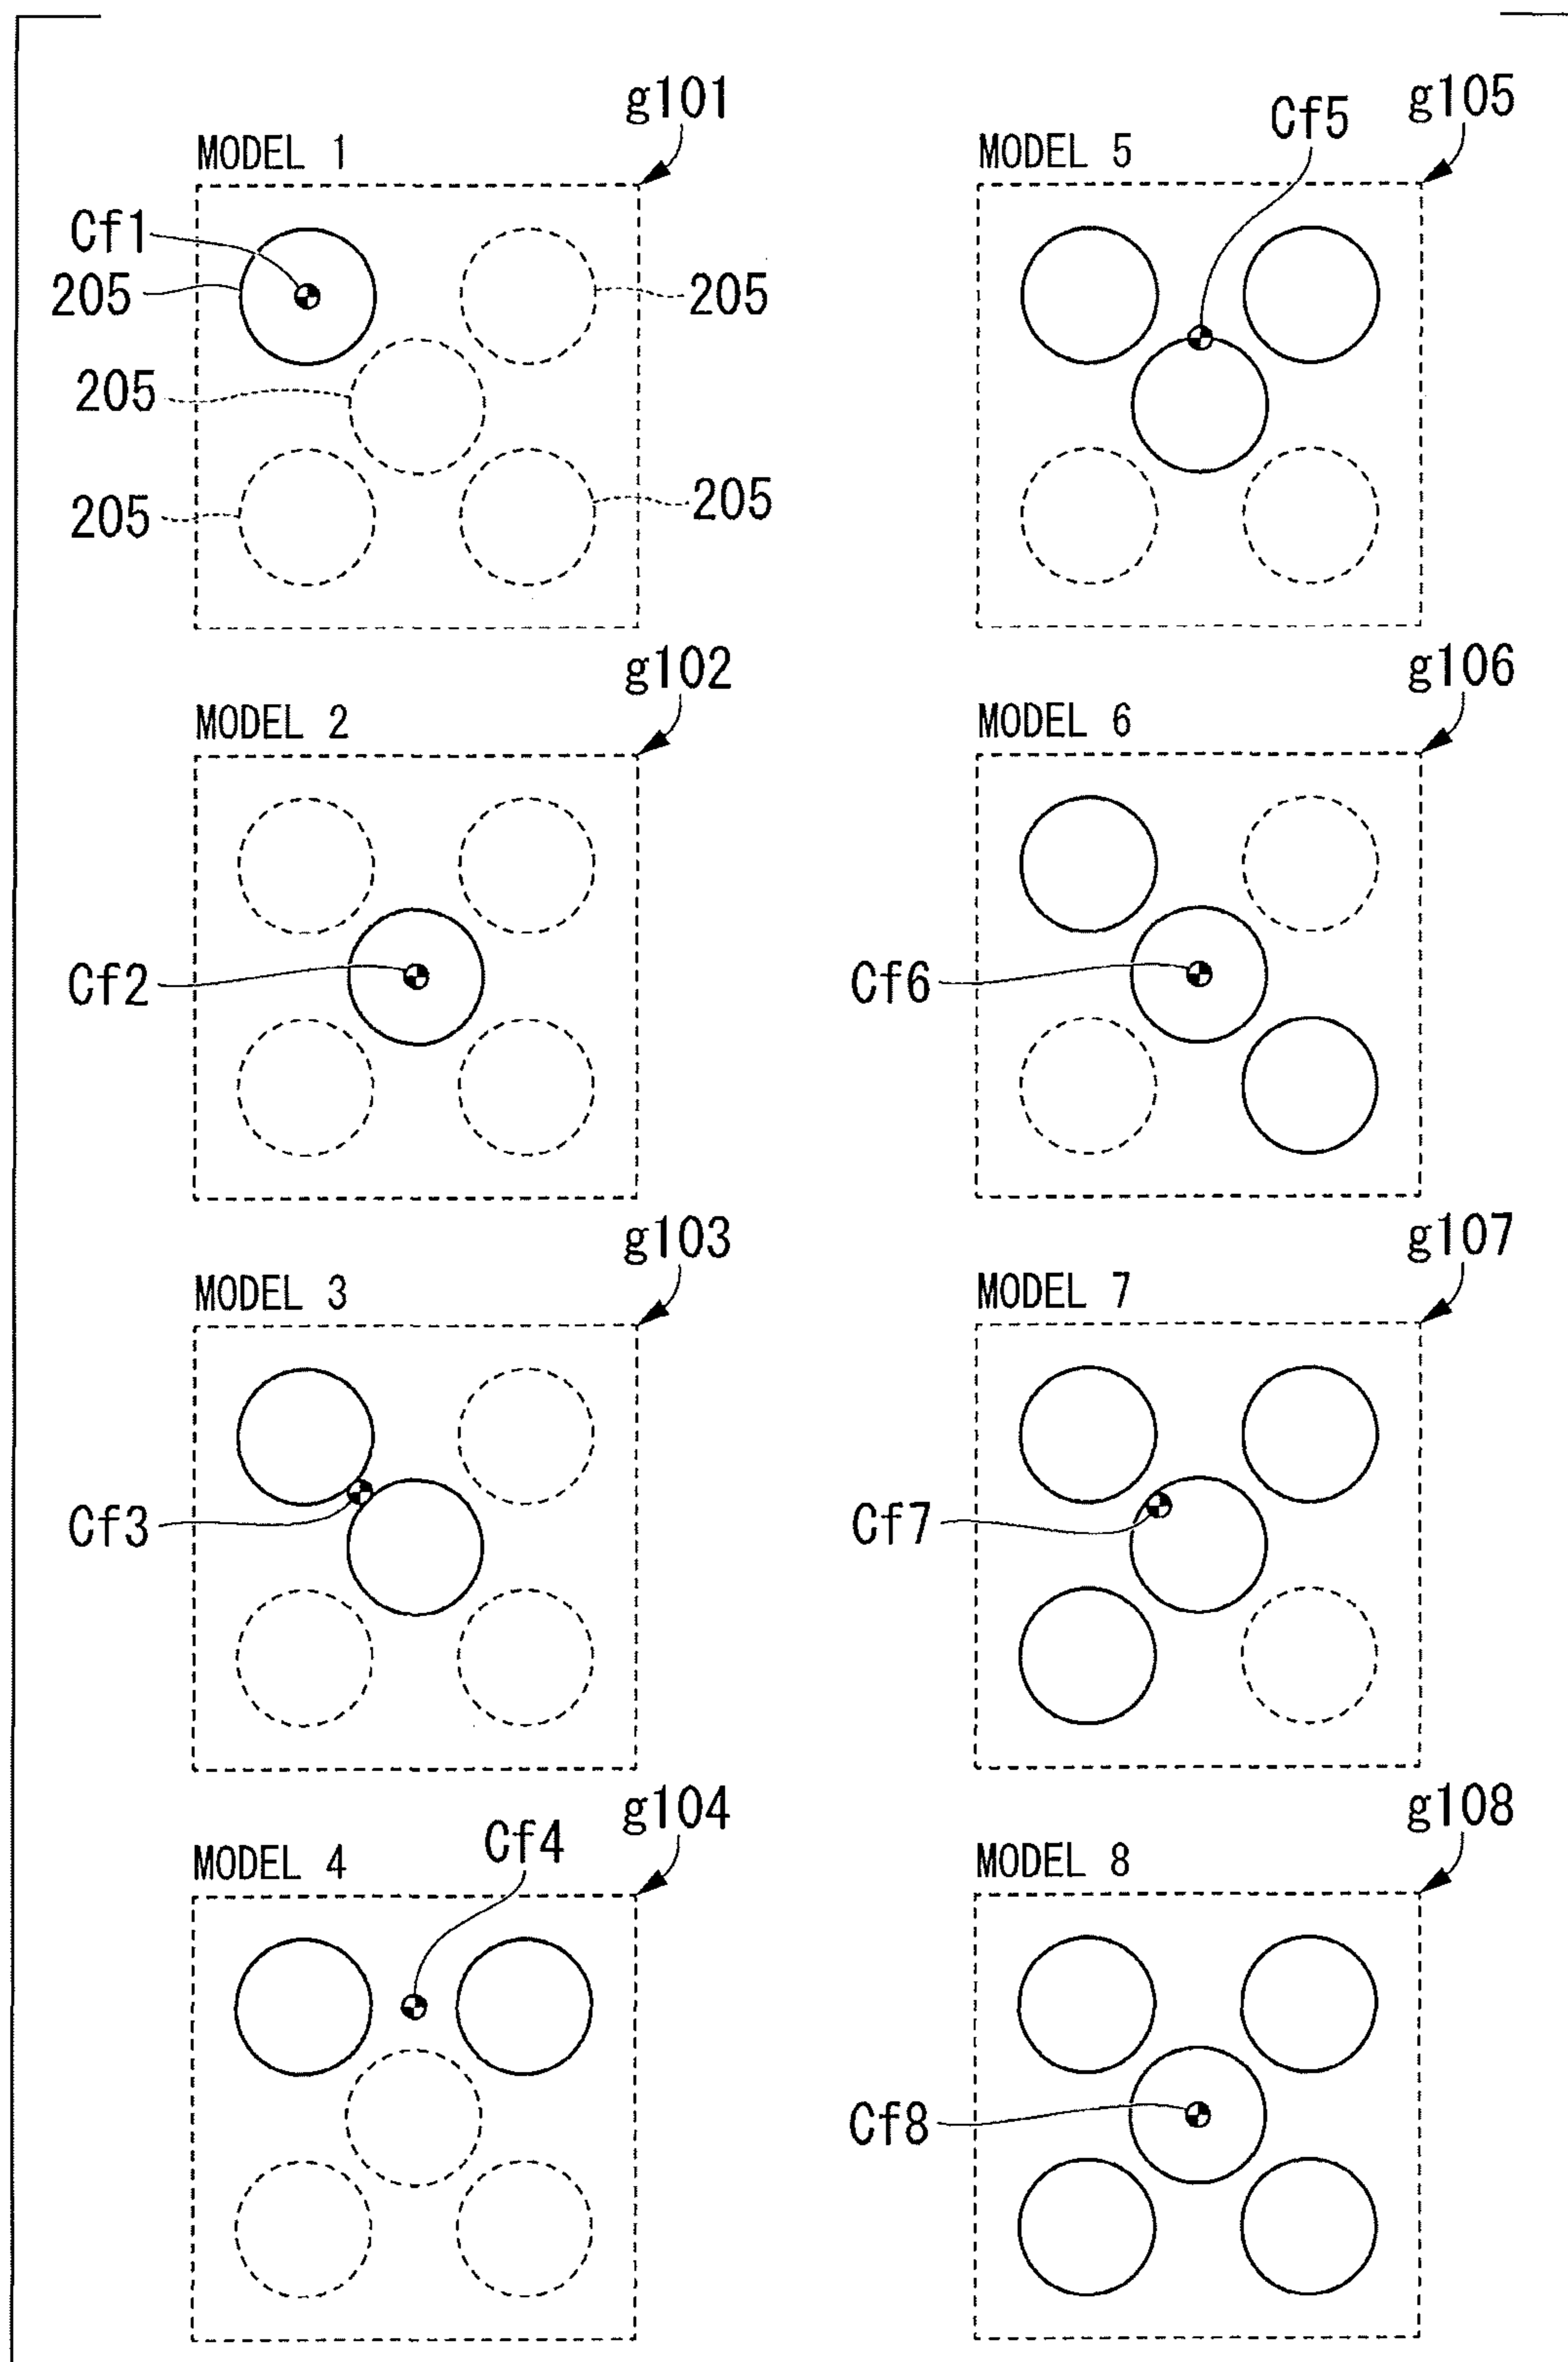 g101
MODEL 1
Cf1
205
205
205
205
205
g105
Cf5
MODEL 5
g102
MODEL 2
Cf2
g106
MODEL 6
Cf6
g103
MODEL 3
Cf3
g107
MODEL 7
Cf7
g104
Cf4
MODEL 4
g108
MODEL 8
Cf8